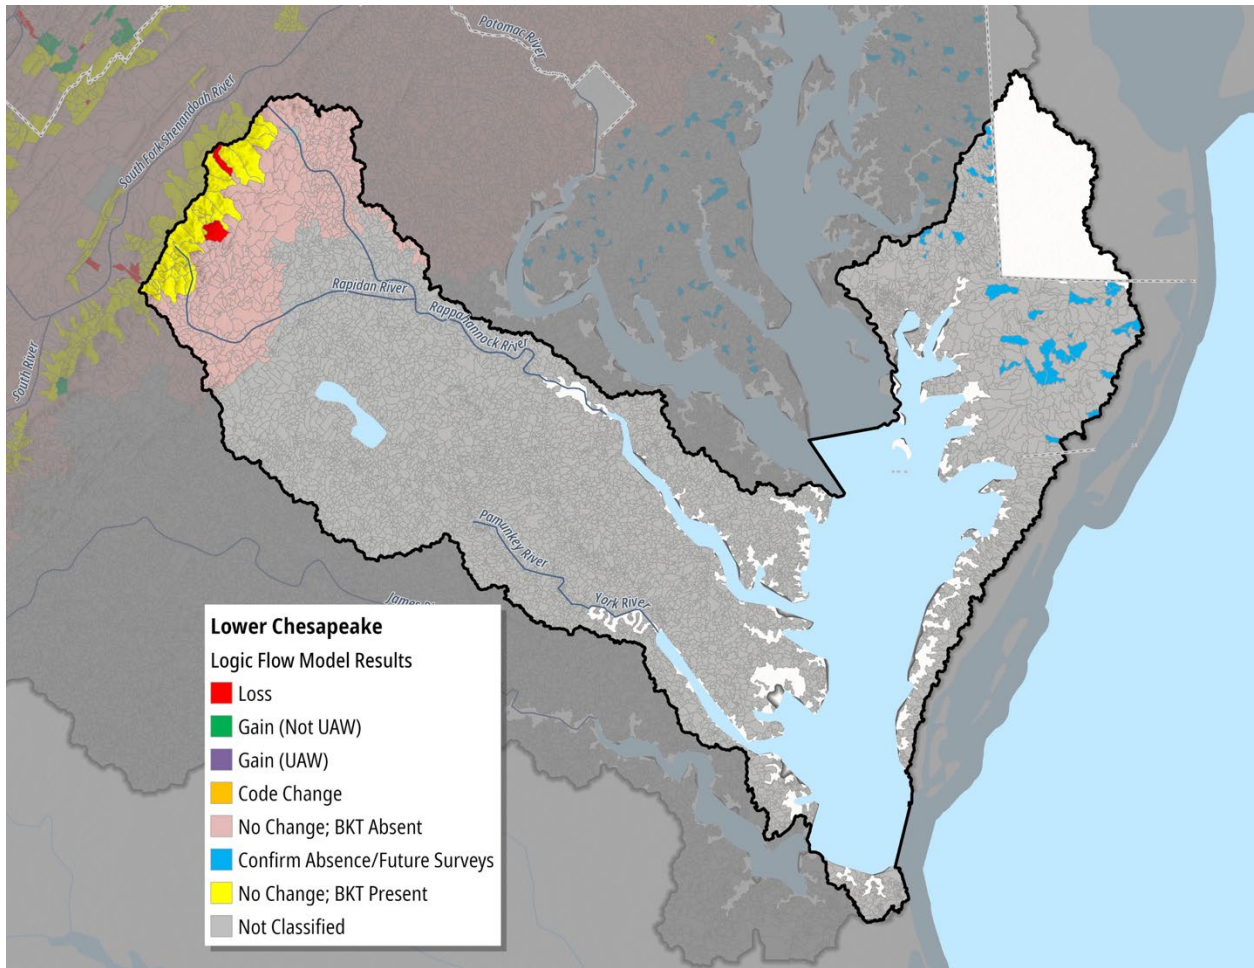 Potomac River
South Fork Shenandoah River
South River
Rapidan River
Rappahannock River
Pamunkey River
York River
James
Lower Chesapeake
Logic Flow Model Results
Loss
Gain (Not UAW)
Gain (UAW)
Code Change
No Change; BKT Absent
Confirm Absence/Future Surveys
No Change; BKT Present
Not Classified